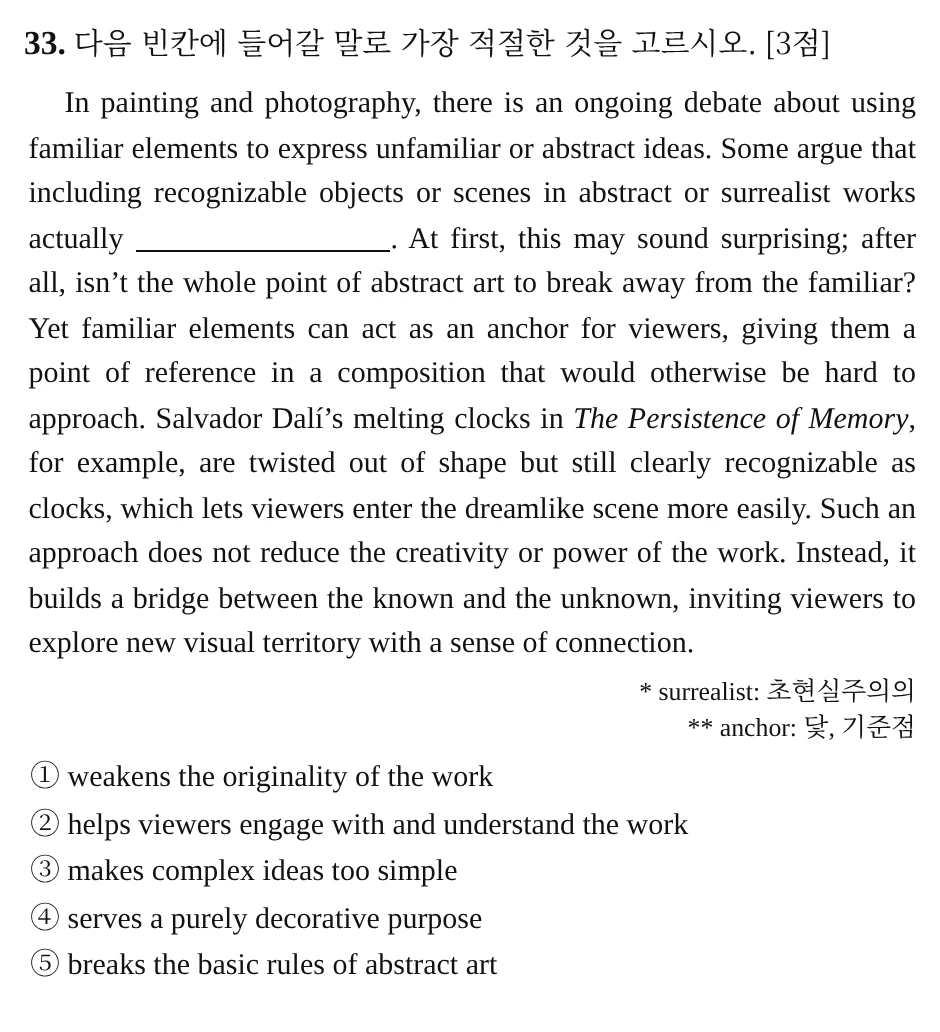 33. 다음 빈칸에 들어갈 말로 가장 적절한 것을 고르시오. [3점]
In painting and photography, there is an ongoing debate about using
familiar elements to express unfamiliar or abstract ideas. Some argue that
including recognizable objects or scenes in abstract or surrealist works
actually ________________. At first, this may sound surprising; after
all, isn’t the whole point of abstract art to break away from the familiar?
Yet familiar elements can act as an anchor for viewers, giving them a
point of reference in a composition that would otherwise be hard to
approach. Salvador Dalí’s melting clocks in The Persistence of Memory,
for example, are twisted out of shape but still clearly recognizable as
clocks, which lets viewers enter the dreamlike scene more easily. Such an
approach does not reduce the creativity or power of the work. Instead, it
builds a bridge between the known and the unknown, inviting viewers to
explore new visual territory with a sense of connection.
* surrealist: 초현실주의의
** anchor: 닻, 기준점
① weakens the originality of the work
② helps viewers engage with and understand the work
③ makes complex ideas too simple
④ serves a purely decorative purpose
⑤ breaks the basic rules of abstract art